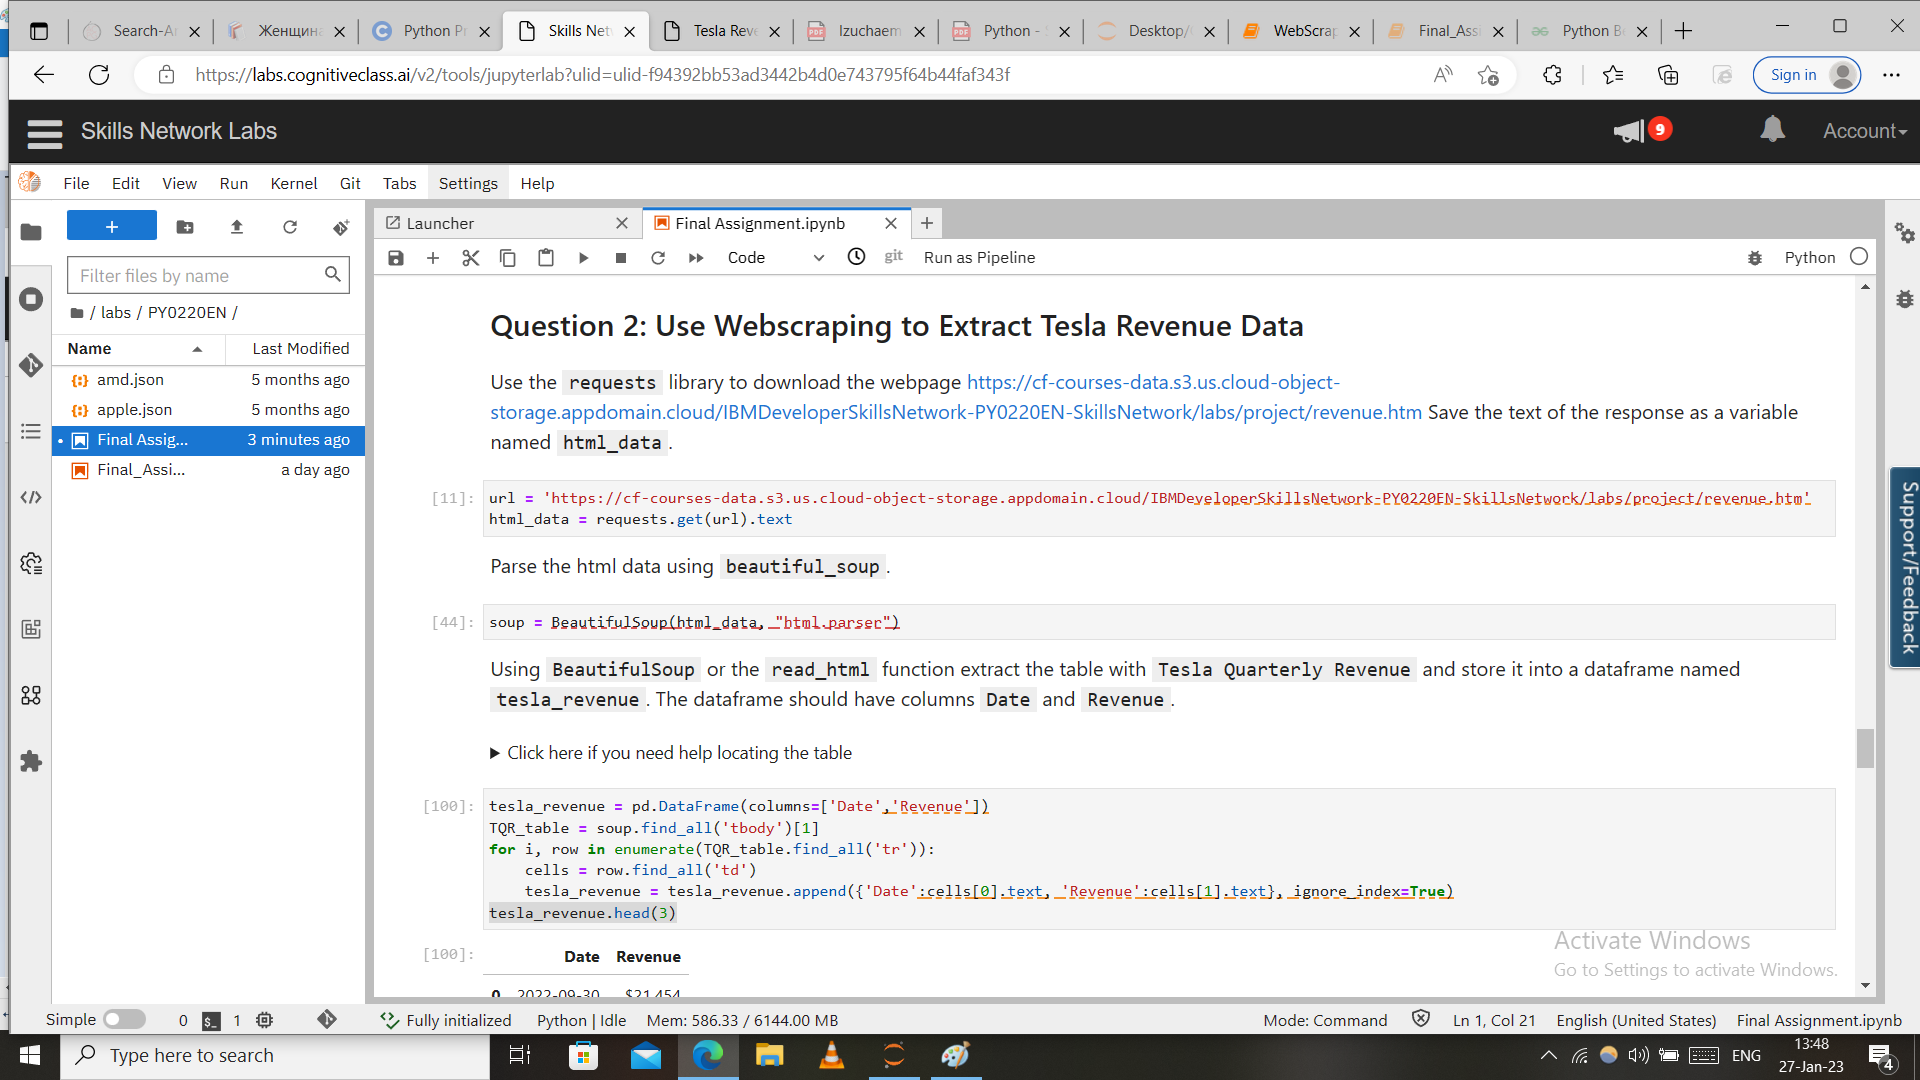 Search-A
Женщина
Python P
Skills Net
Tesla Reve
Izuchaem
Python -
Desktop/
WebScrap
Final_Assi
Python B
https://labs.cognitiveclass.ai/v2/tools/jupyterlab?ulid=ulid-f94392bb53ad3442b4d0e743795f64b44faf343f
Sign in
Skills Network Labs
9
Account
File Edit View Run Kernel Git Tabs Settings Help
Launcher
Final Assignment.ipynb
Code
git
Run as Pipeline
Python
Filter files by name
/ labs / PY0220EN /
Name Last Modified
amd.json 5 months ago
apple.json 5 months ago
Final Assig... 3 minutes ago
Final_Assi... a day ago
Question 2: Use Webscraping to Extract Tesla Revenue Data
Use the requests library to download the webpage https://cf-courses-data.s3.us.cloud-object-
storage.appdomain.cloud/IBMDeveloperSkillsNetwork-PY0220EN-SkillsNetwork/labs/project/revenue.htm Save the text of the response as a variable
named html_data.
[11]: url = 'https://cf-courses-data.s3.us.cloud-object-storage.appdomain.cloud/IBMDeveloperSkillsNetwork-PY0220EN-SkillsNetwork/labs/project/revenue.htm'
html_data = requests.get(url).text
Parse the html data using beautiful_soup.
[44]: soup = BeautifulSoup(html_data, "html.parser")
Using BeautifulSoup or the read_html function extract the table with Tesla Quarterly Revenue and store it into a dataframe named
tesla_revenue. The dataframe should have columns Date and Revenue.
Click here if you need help locating the table
[100]: tesla_revenue = pd.DataFrame(columns=['Date','Revenue'])
TQR_table = soup.find_all('tbody')[1]
for i, row in enumerate(TQR_table.find_all('tr')):
    cells = row.find_all('td')
    tesla_revenue = tesla_revenue.append({'Date':cells[0].text, 'Revenue':cells[1].text}, ignore_index=True)
tesla_revenue.head(3)
[100]: Date Revenue
0 2022-09-30 $21,454
Support/Feedback
Activate Windows
Go to Settings to activate Windows.
Simple 0 1 Fully initialized Python | Idle Mem: 586.33 / 6144.00 MB Mode: Command Ln 1, Col 21 English (United States) Final Assignment.ipynb
Type here to search
ENG
13:48
27-Jan-23
4